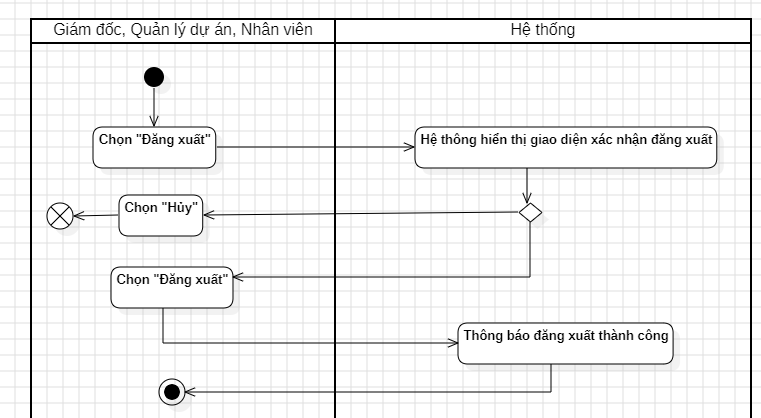 Giám đốc, Quản lý dự án, Nhân viên
Hệ thống
Chọn "Đăng xuất"
Hệ thông hiển thị giao diện xác nhận đăng xuất
Chọn "Hủy"
Chọn "Đăng xuất"
Thông báo đăng xuất thành công